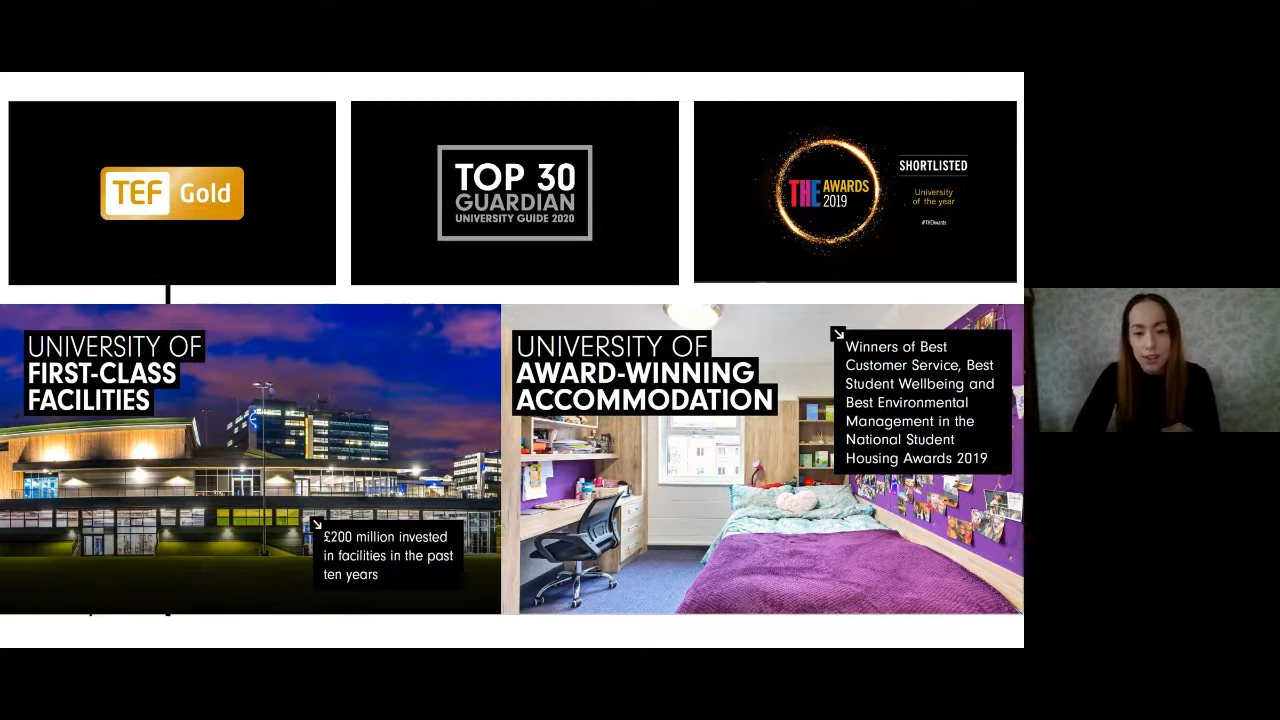 TEF Gold
TOP 30
GUARDIAN
UNIVERSITY GUIDE 2020
THE AWARDS
2019
SHORTLISTED
University
of the year
#THEAwards
UNIVERSITY OF
FIRST-CLASS
FACILITIES
£200 million invested
in facilities in the past
ten years
UNIVERSITY OF
AWARD-WINNING
ACCOMMODATION
Winners of Best
Customer Service, Best
Student Wellbeing and
Best Environmental
Management in the
National Student
Housing Awards 2019